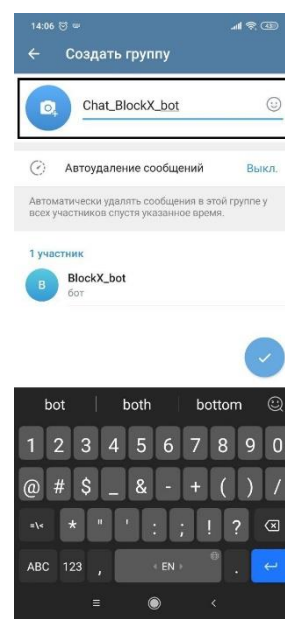 14:06
Создать группу
Chat_BlockX_bot
Автоудаление сообщений Выкл.
Автоматически удалять сообщения в этой группе у
всех участников спустя указанное время.
1 участник
B
BlockX_bot
бот
bot both bottom
1 2 3 4 5 6 7 8 9 0
@ # $ _ & - + ( ) /
=\< * " ' : ; ! ?
ABC 123 , EN .